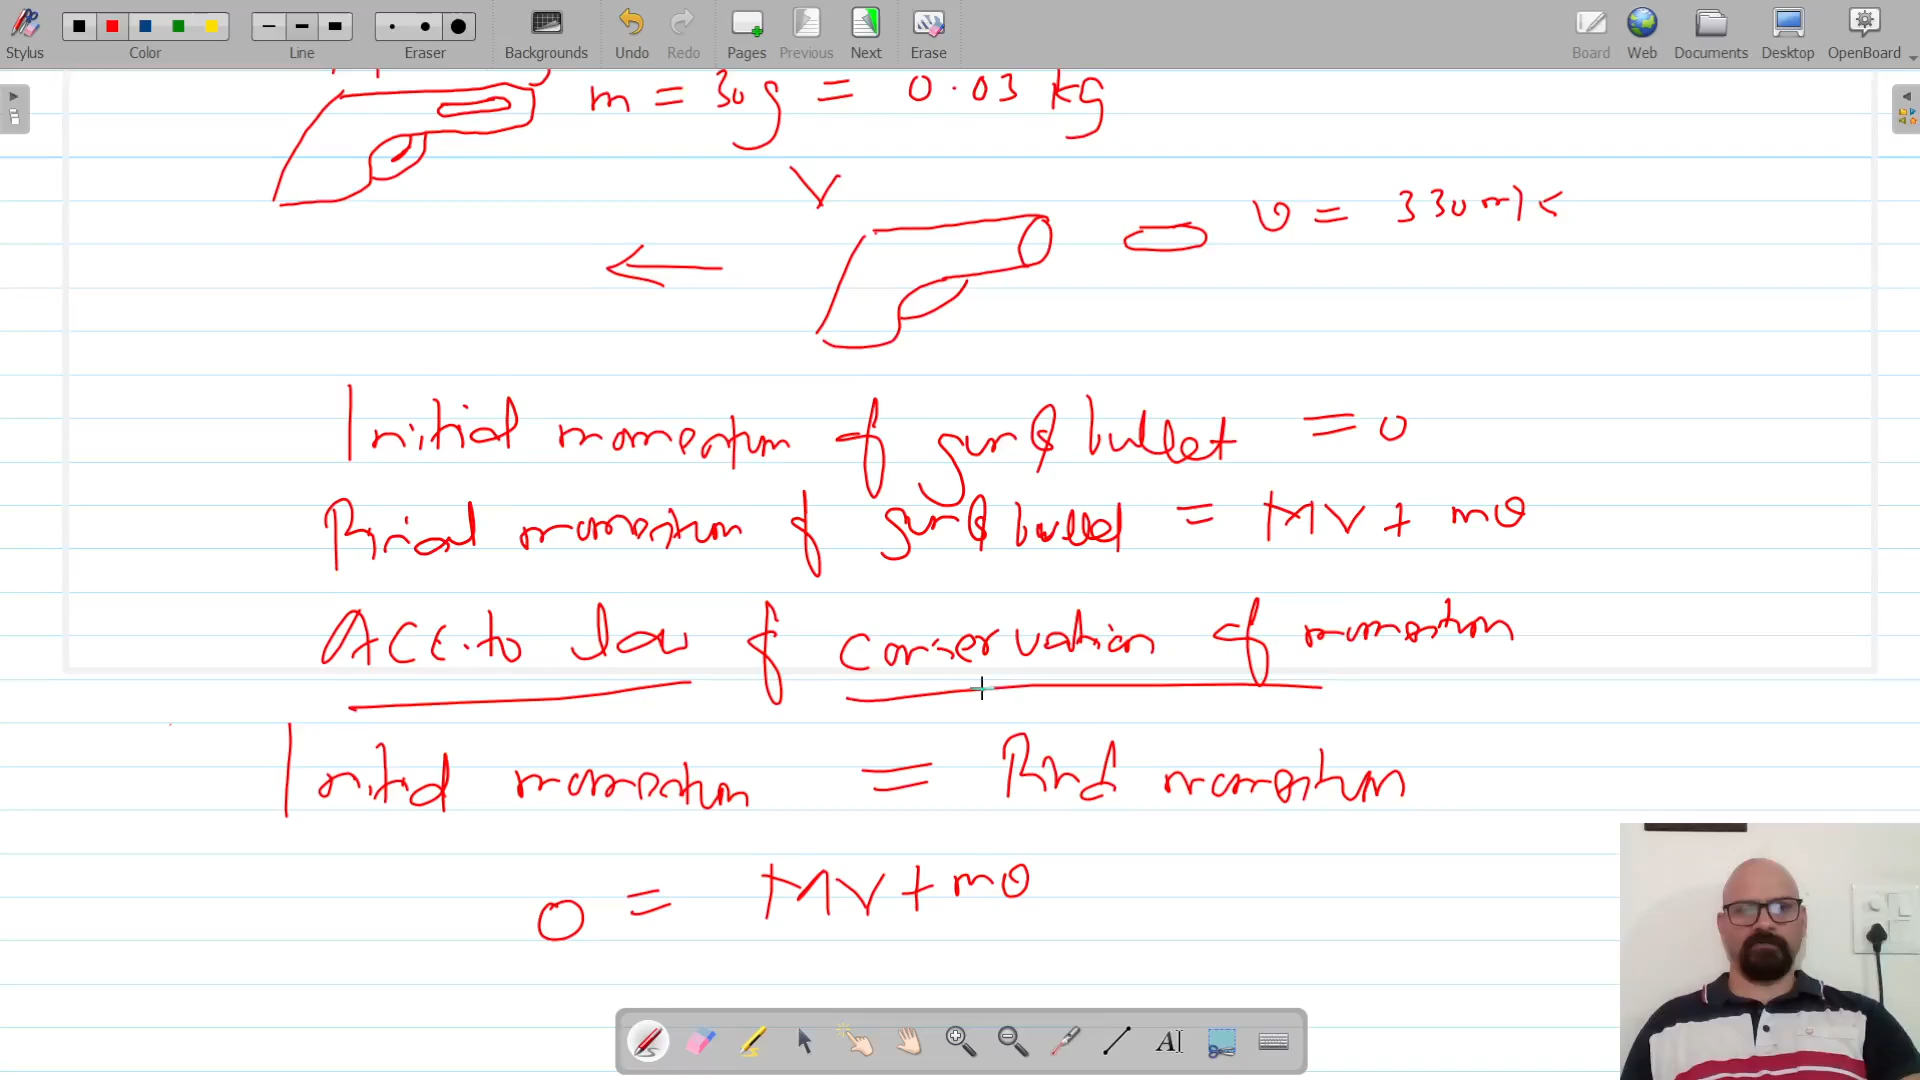 Stylus Color Line Eraser Backgrounds Undo Redo Pages Previous Next Erase Board Web Documents Desktop OpenBoard
m = 30g = 0.03 kg
V
v = 330 m/s
Initial momentum of gun & bullet = 0
Final momentum of gun & bullet = MV + mv
Acc. to law of conservation of momentum
Initial momentum = Final momentum
0 = MV + mv